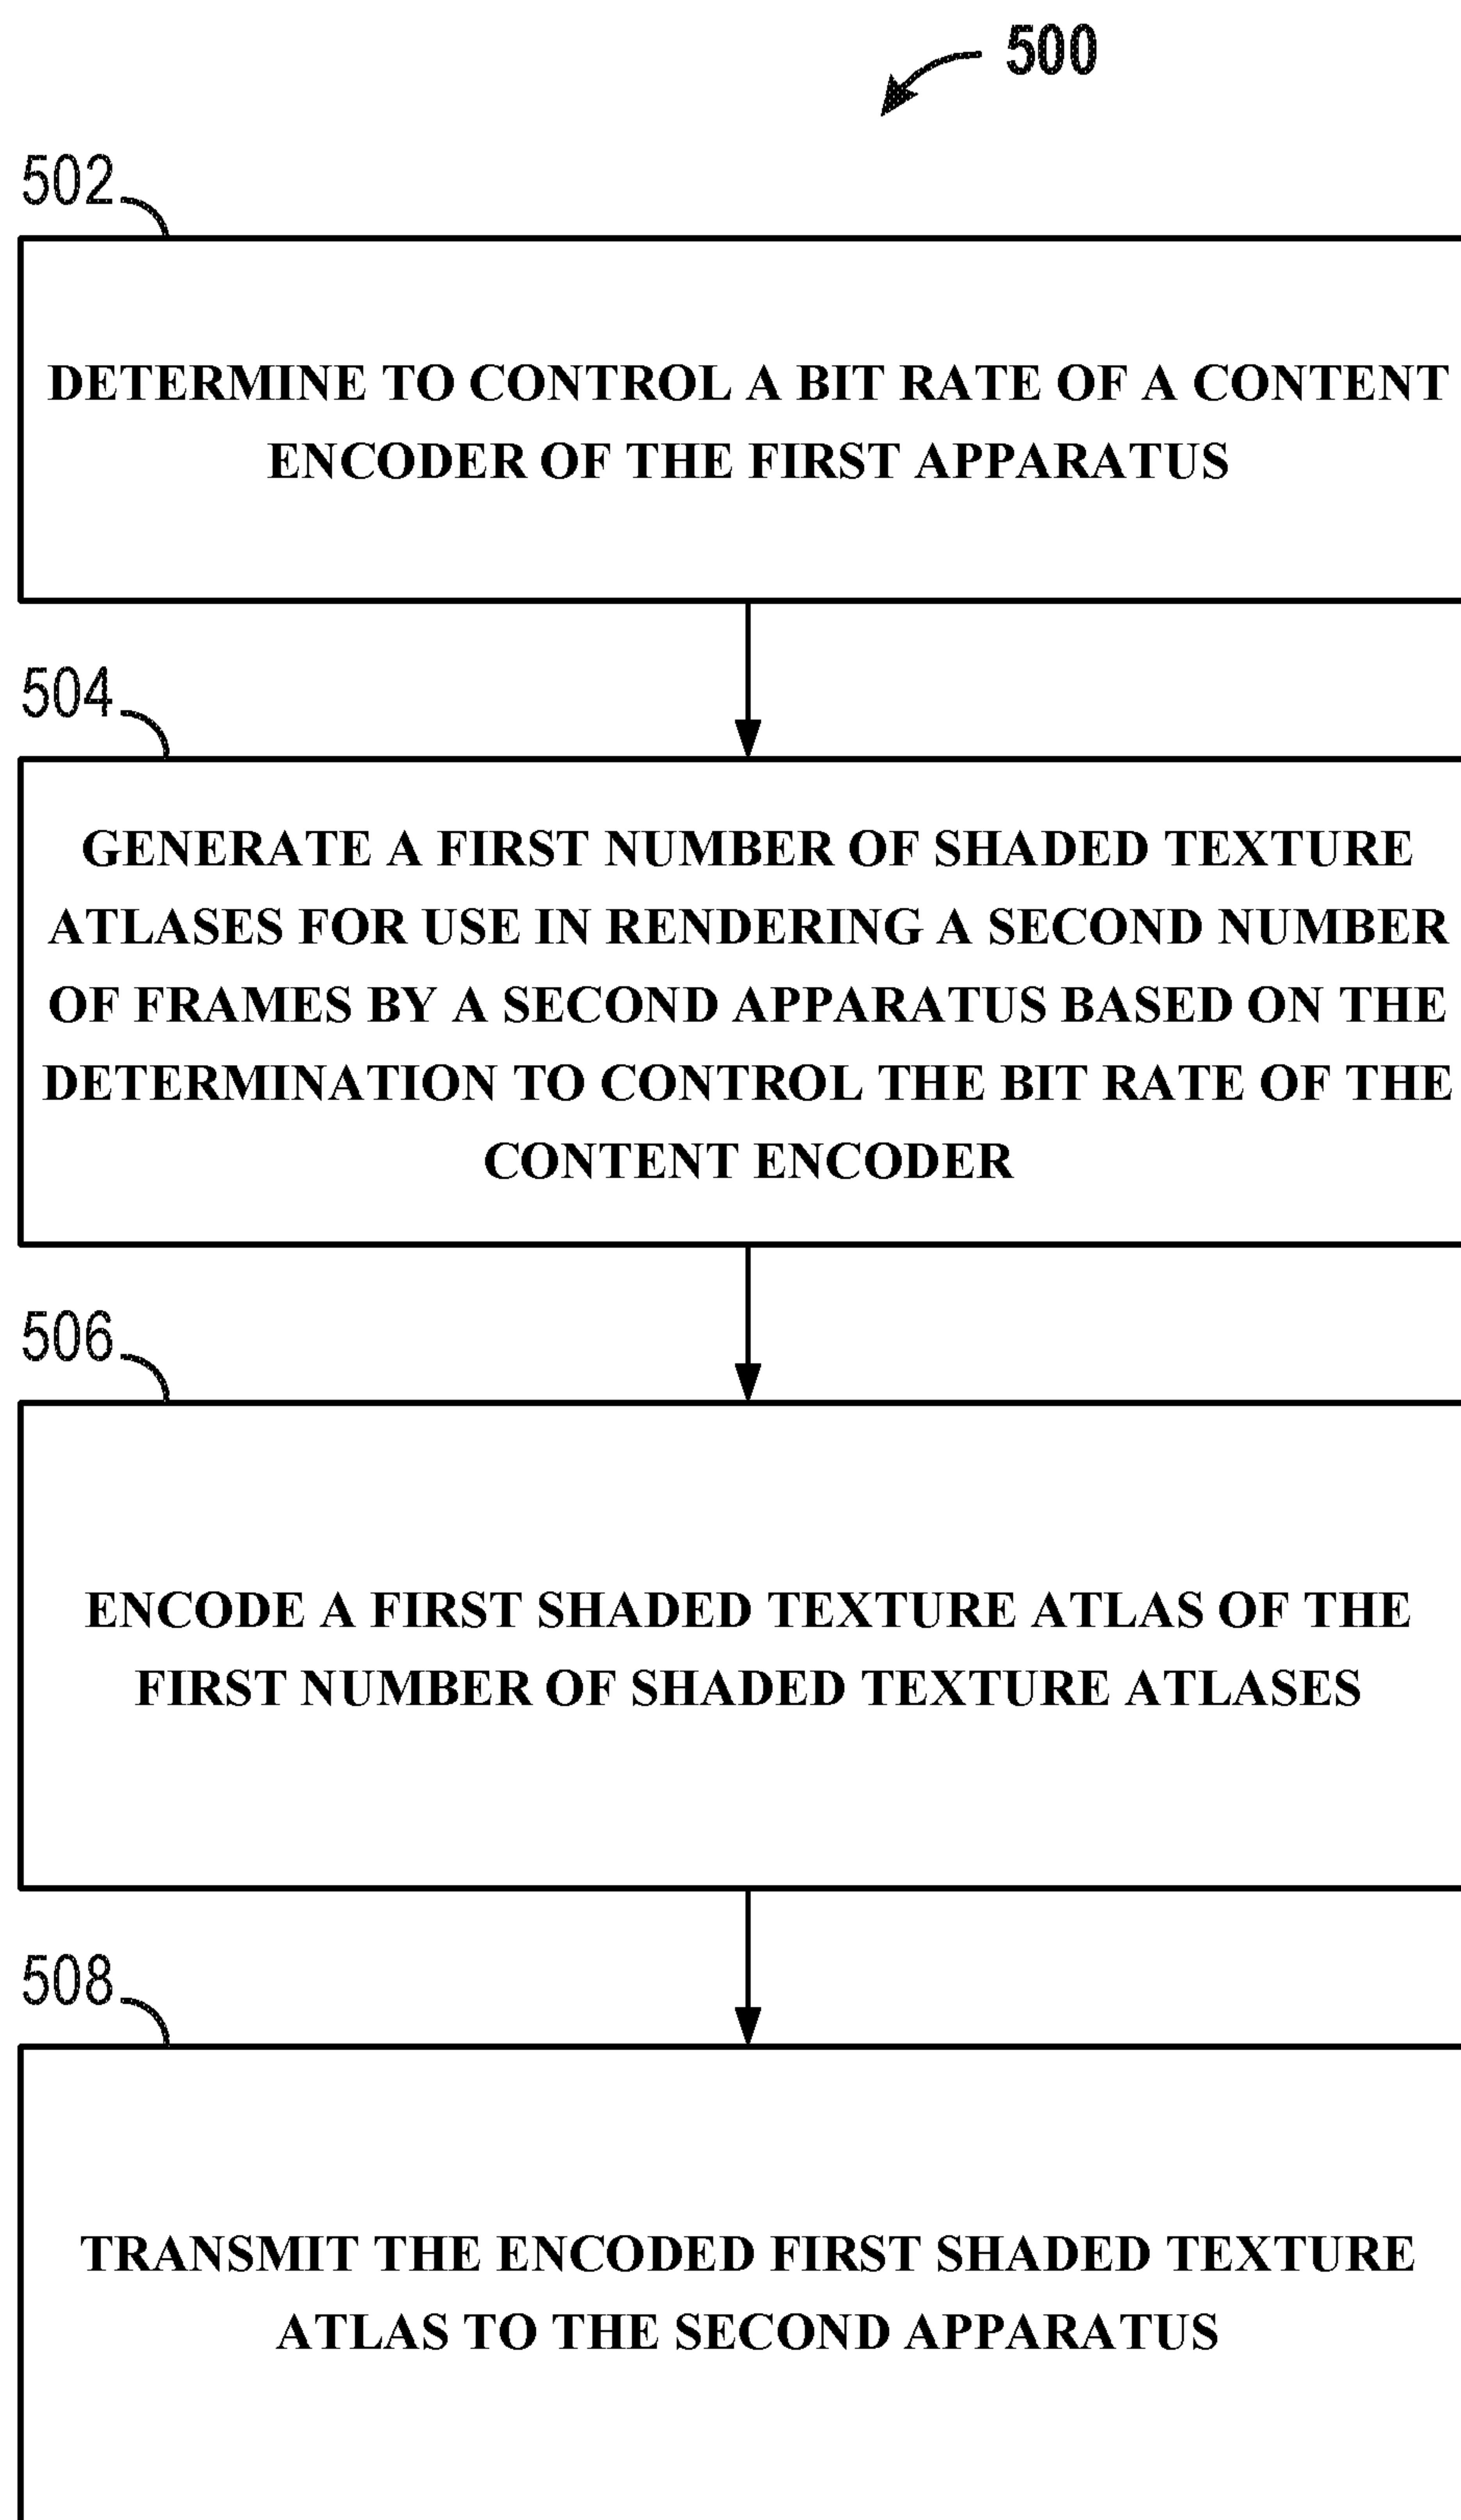 500
502
DETERMINE TO CONTROL A BIT RATE OF A CONTENT
ENCODER OF THE FIRST APPARATUS
504
GENERATE A FIRST NUMBER OF SHADED TEXTURE
ATLASES FOR USE IN RENDERING A SECOND NUMBER
OF FRAMES BY A SECOND APPARATUS BASED ON THE
DETERMINATION TO CONTROL THE BIT RATE OF THE
CONTENT ENCODER
506
ENCODE A FIRST SHADED TEXTURE ATLAS OF THE
FIRST NUMBER OF SHADED TEXTURE ATLASES
508
TRANSMIT THE ENCODED FIRST SHADED TEXTURE
ATLAS TO THE SECOND APPARATUS